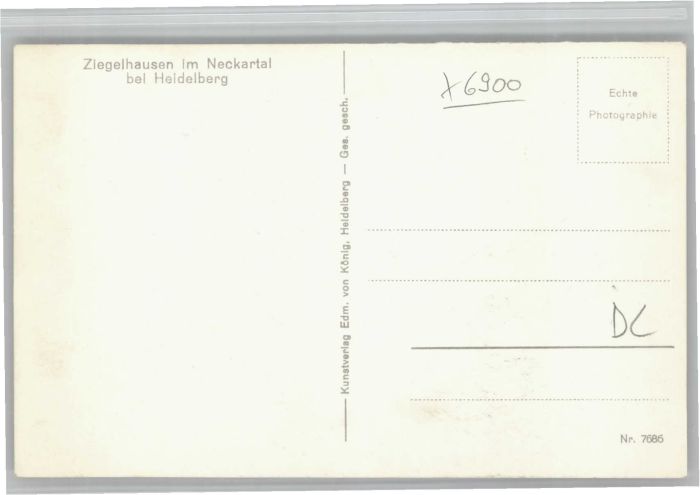 Ziegelhausen im Neckartal
bei Heidelberg
Kunstverlag Edm. von König, Heidelberg — Ges. gesch.
x6900
Echte
Photographie
DC
Nr. 7686